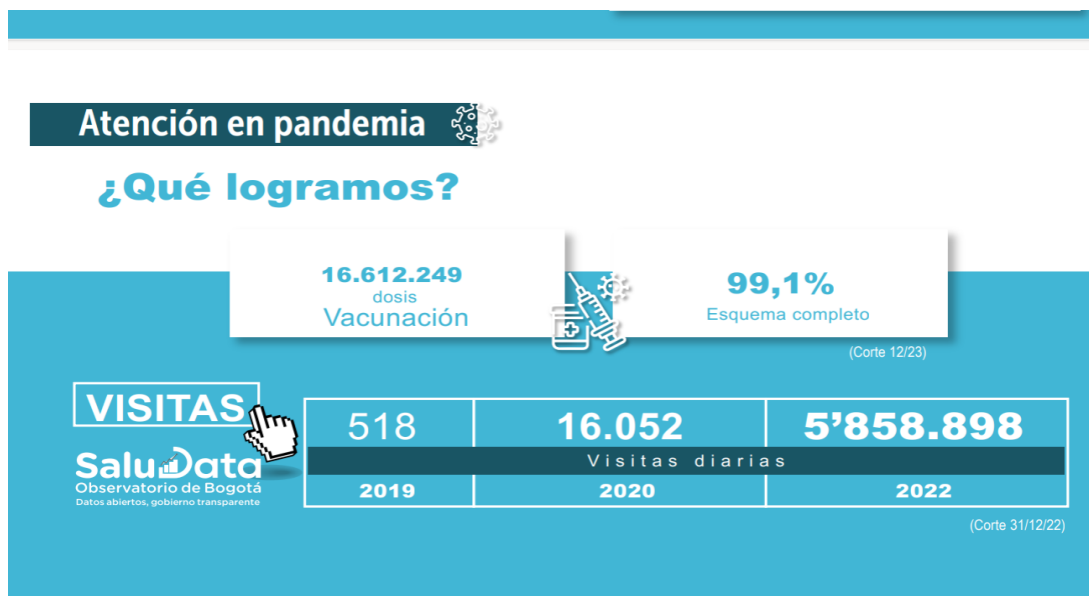 Atención en pandemia
¿Qué logramos?
16.612.249
dosis
Vacunación
99,1%
Esquema completo
(Corte 12/23)
VISITAS
SaluData
Observatorio de Bogotá
Datos abiertos, gobierno transparente
518 16.052 5’858.898
Visitas diarias
2019 2020 2022
(Corte 31/12/22)